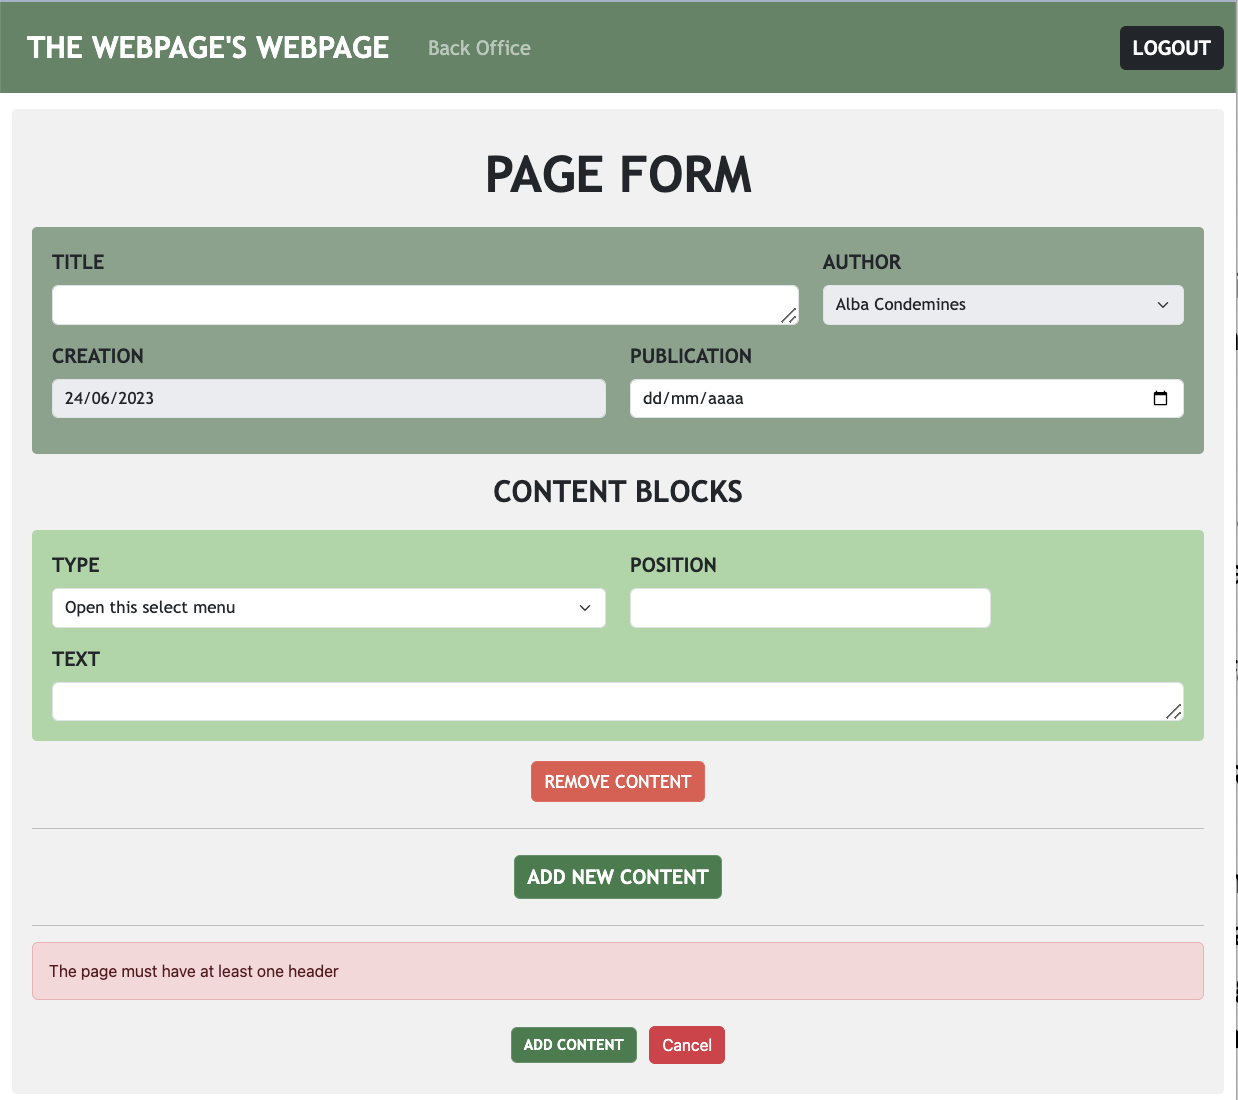 THE WEBPAGE'S WEBPAGE Back Office LOGOUT
PAGE FORM
TITLE AUTHOR
Alba Condemines
CREATION PUBLICATION
24/06/2023 dd/mm/aaaa
CONTENT BLOCKS
TYPE POSITION
Open this select menu
TEXT
REMOVE CONTENT
ADD NEW CONTENT
The page must have at least one header
ADD CONTENT Cancel